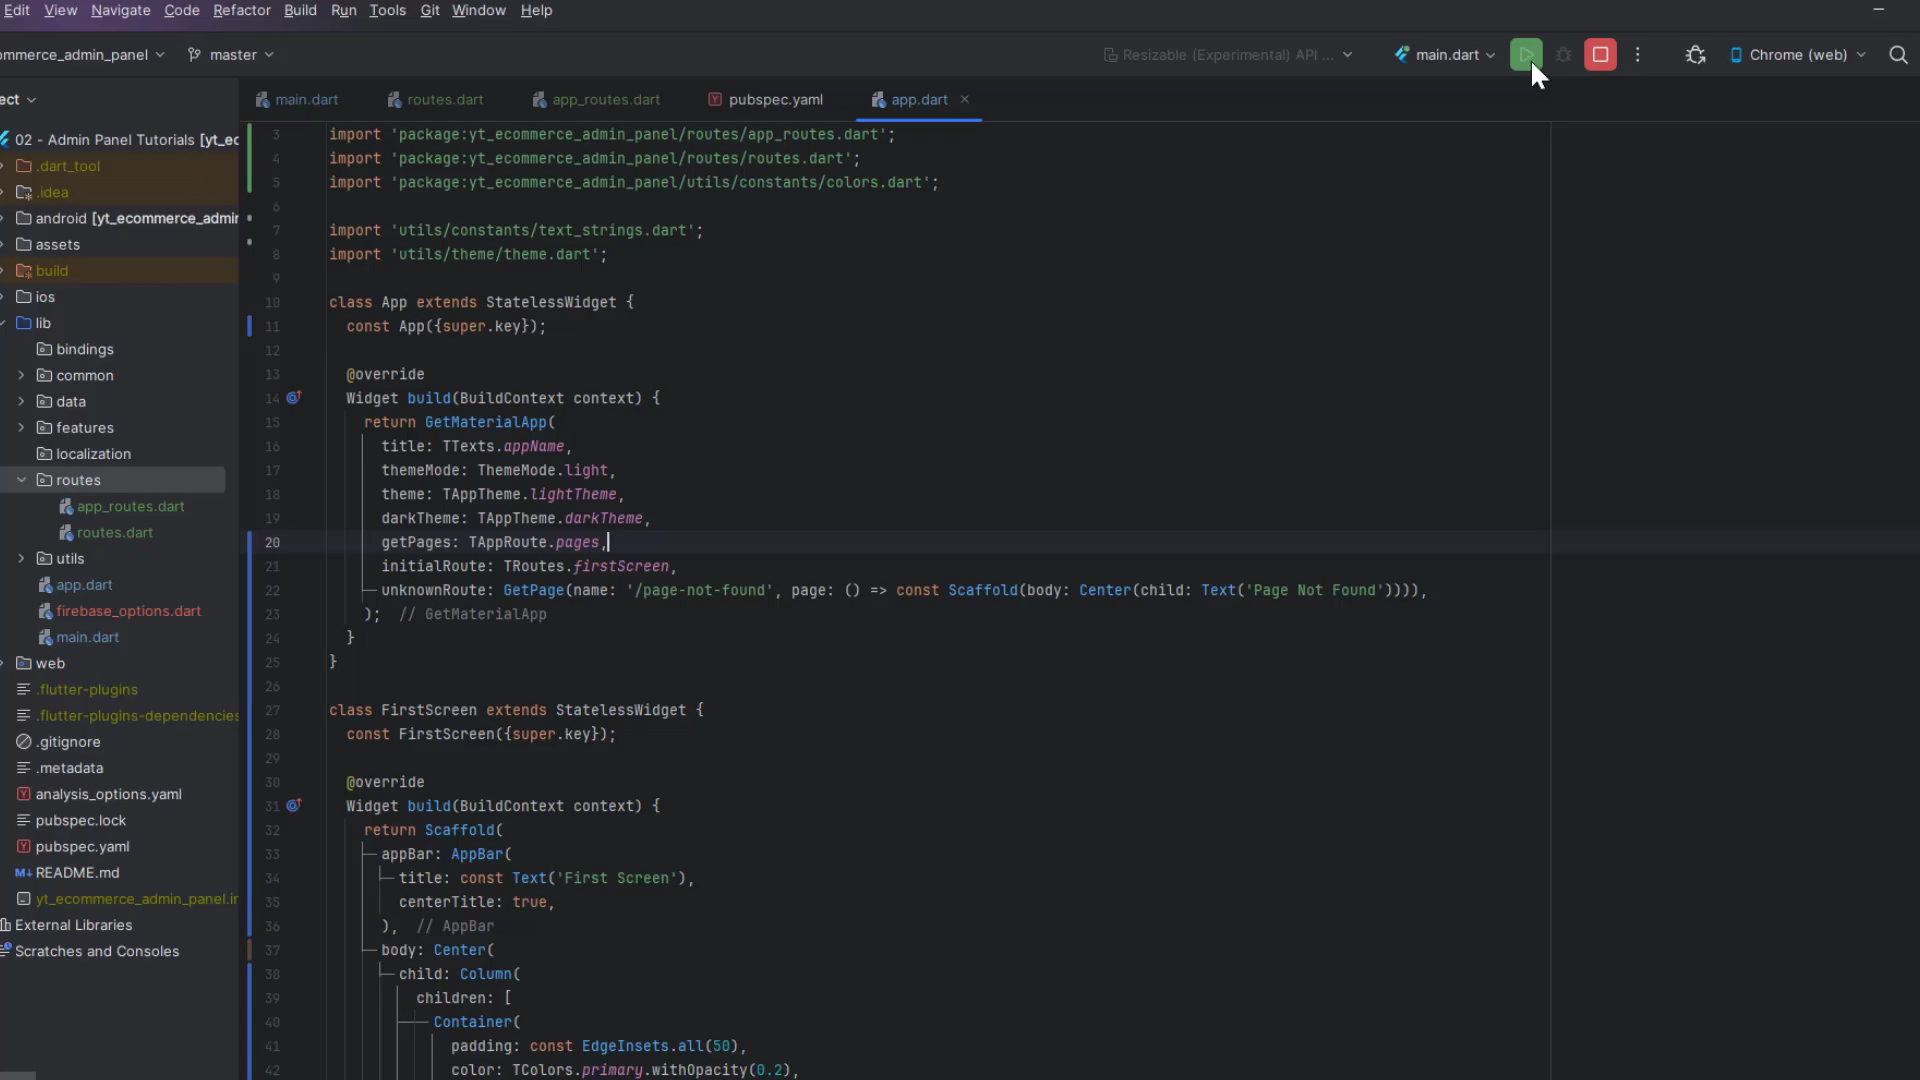 Edit View Navigate Code Refactor Build Run Tools Git Window Help
ommerce_admin_panel master Resizable (Experimental) API ... main.dart Chrome (web)
ect
main.dart routes.dart app_routes.dart pubspec.yaml app.dart
02 - Admin Panel Tutorials [yt_ec
.dart_tool
.idea
android [yt_ecommerce_admin
assets
build
ios
lib
bindings
common
data
features
localization
routes
app_routes.dart
routes.dart
utils
app.dart
firebase_options.dart
main.dart
web
.flutter-plugins
.flutter-plugins-dependencies
.gitignore
.metadata
analysis_options.yaml
pubspec.lock
pubspec.yaml
README.md
yt_ecommerce_admin_panel.im
External Libraries
Scratches and Consoles
3 import 'package:yt_ecommerce_admin_panel/routes/app_routes.dart';
4 import 'package:yt_ecommerce_admin_panel/routes/routes.dart';
5 import 'package:yt_ecommerce_admin_panel/utils/constants/colors.dart';
6
7 import 'utils/constants/text_strings.dart';
8 import 'utils/theme/theme.dart';
9
10 class App extends StatelessWidget {
11 const App({super.key});
12
13 @override
14 Widget build(BuildContext context) {
15 return GetMaterialApp(
16 title: TTexts.appName,
17 themeMode: ThemeMode.light,
18 theme: TAppTheme.lightTheme,
19 darkTheme: TAppTheme.darkTheme,
20 getPages: TAppRoute.pages,
21 initialRoute: TRoutes.firstScreen,
22 unknownRoute: GetPage(name: '/page-not-found', page: () => const Scaffold(body: Center(child: Text('Page Not Found')))),
23 ); // GetMaterialApp
24 }
25 }
26
27 class FirstScreen extends StatelessWidget {
28 const FirstScreen({super.key});
29
30 @override
31 Widget build(BuildContext context) {
32 return Scaffold(
33 appBar: AppBar(
34 title: const Text('First Screen'),
35 centerTitle: true,
36 ), // AppBar
37 body: Center(
38 child: Column(
39 children: [
40 Container(
41 padding: const EdgeInsets.all(50),
42 color: TColors.primary.withOpacity(0.2),